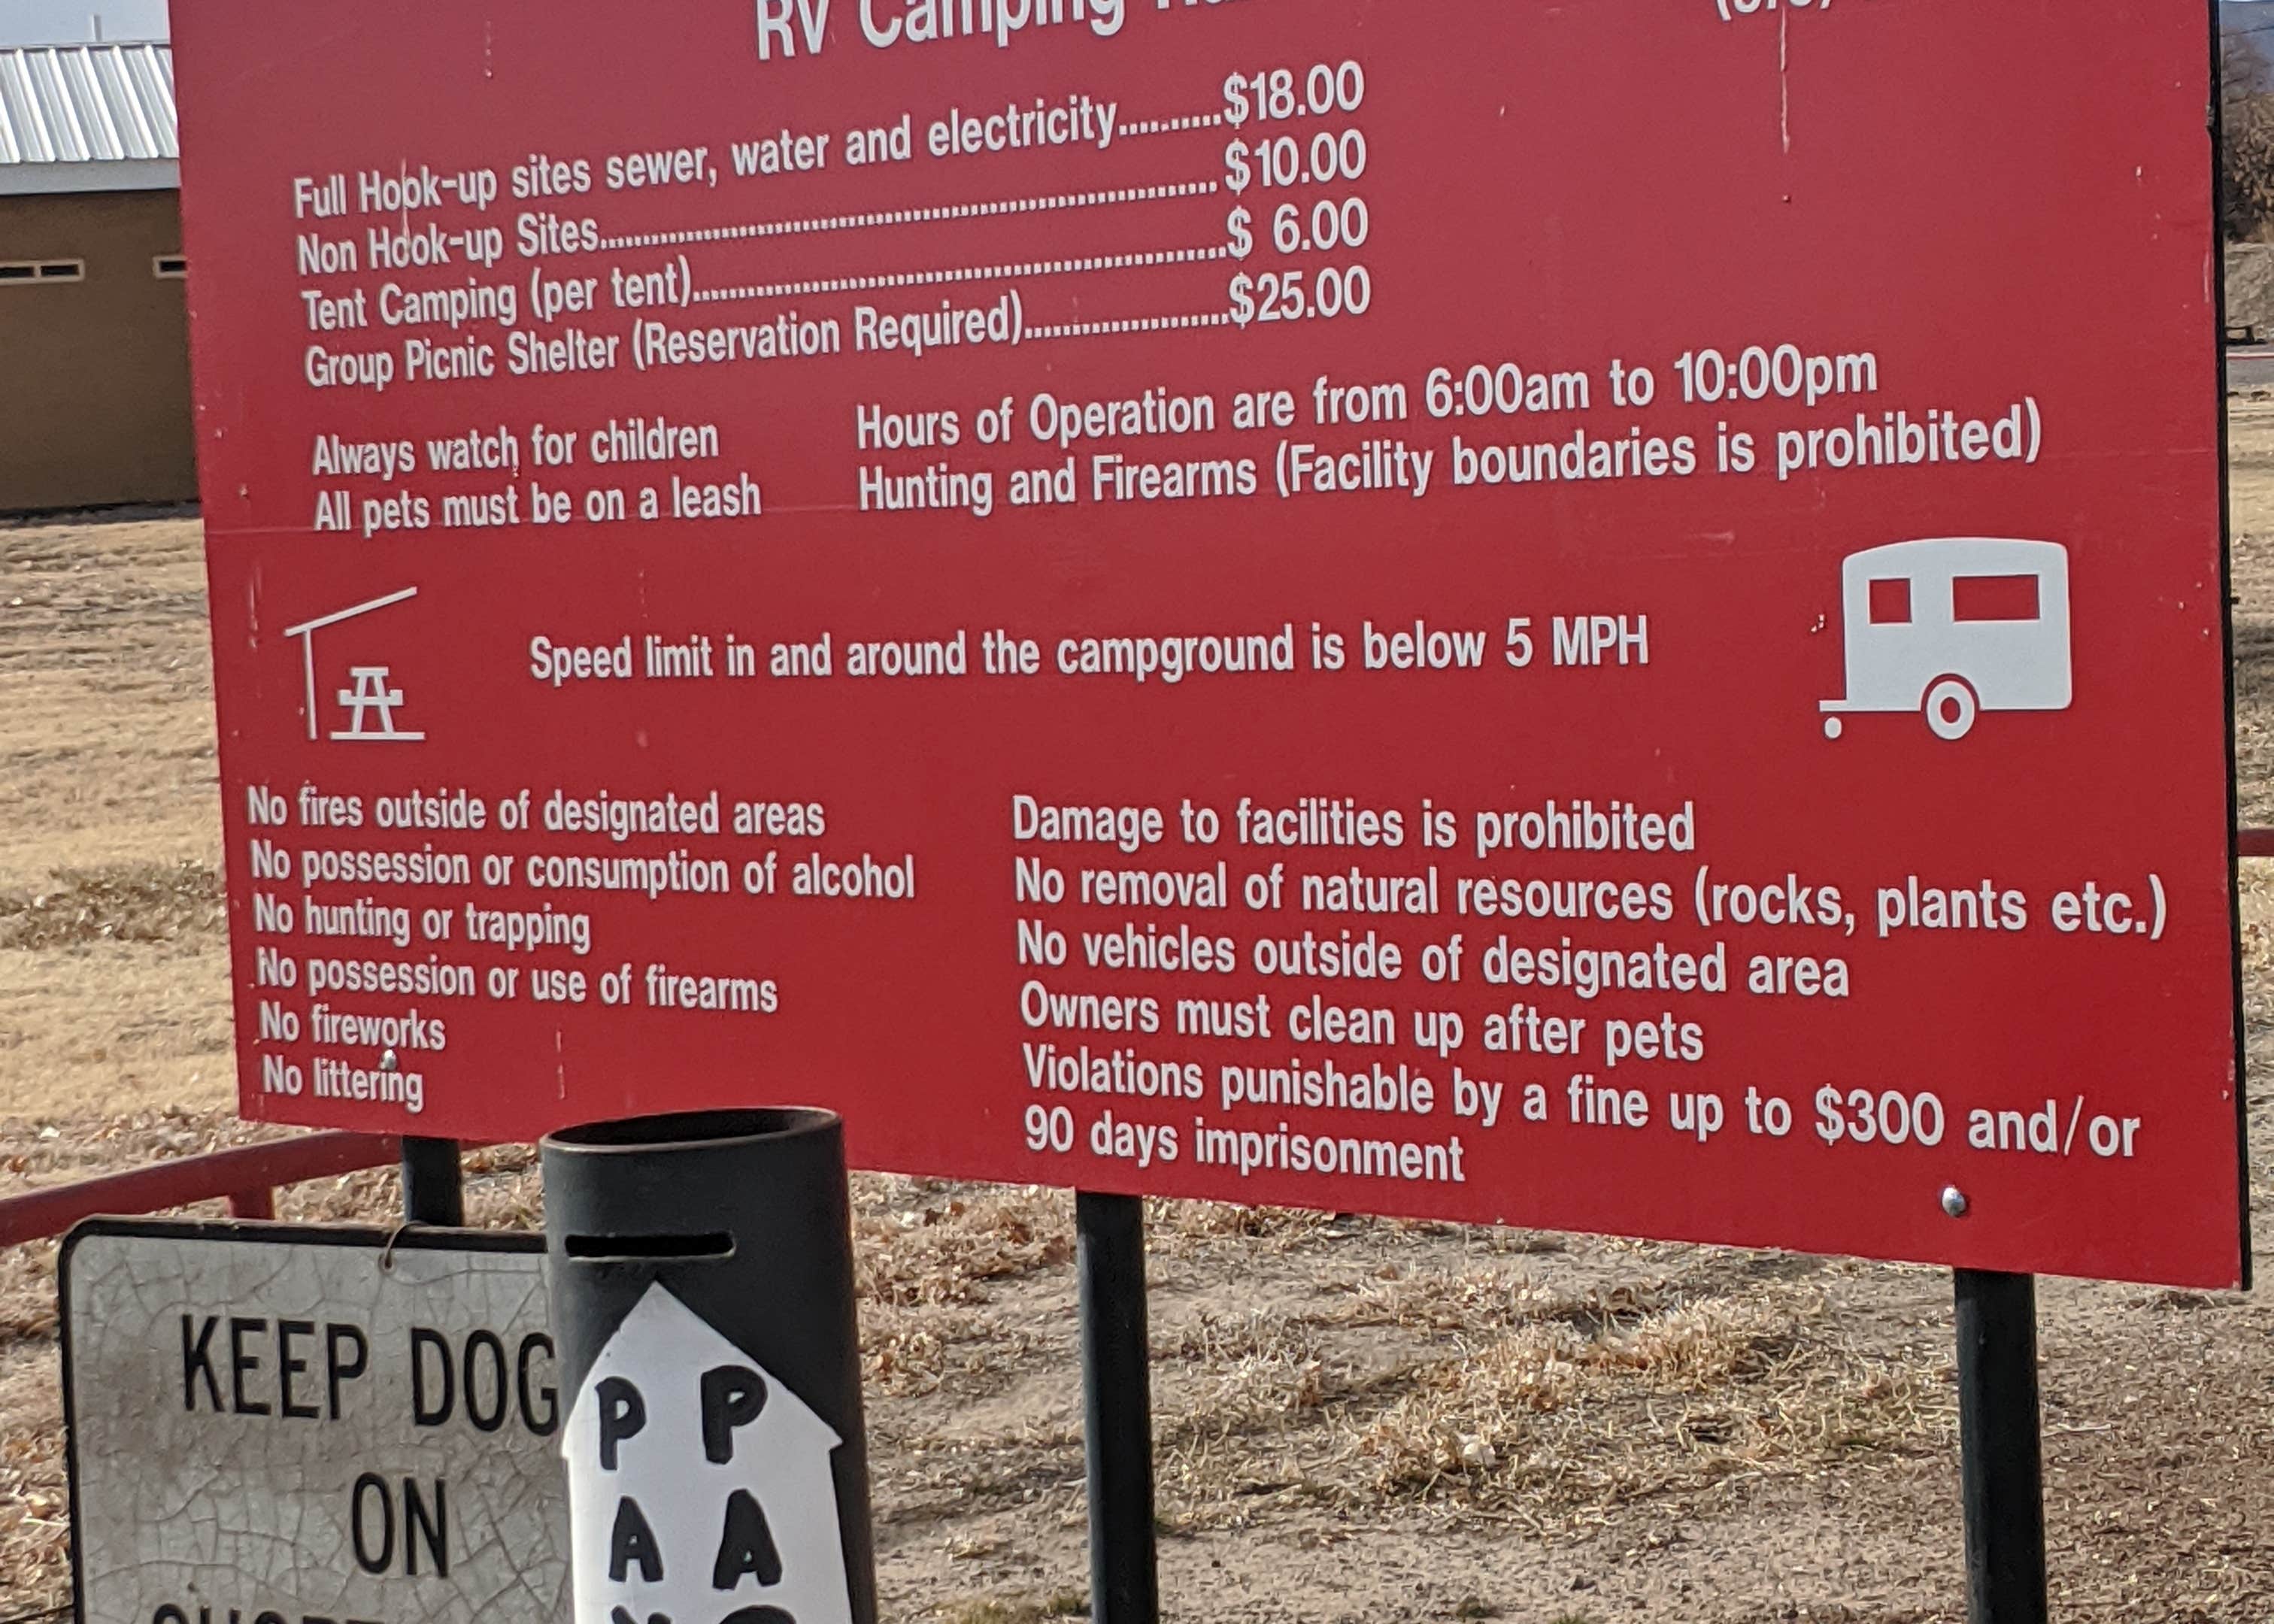 RV Camping
Full Hook-up sites sewer, water and electricity..........$18.00
Non Hook-up Sites..............................................................$10.00
Tent Camping (per tent)......................................................$ 6.00
Group Picnic Shelter (Reservation Required)......................$25.00
Always watch for children
All pets must be on a leash
Hours of Operation are from 6:00am to 10:00pm
Hunting and Firearms (Facility boundaries is prohibited)
Speed limit in and around the campground is below 5 MPH
No fires outside of designated areas
No possession or consumption of alcohol
No hunting or trapping
No possession or use of firearms
No fireworks
No littering
Damage to facilities is prohibited
No removal of natural resources (rocks, plants etc.)
No vehicles outside of designated area
Owners must clean up after pets
Violations punishable by a fine up to $300 and/or
90 days imprisonment
KEEP DOG
ON
P P
A A